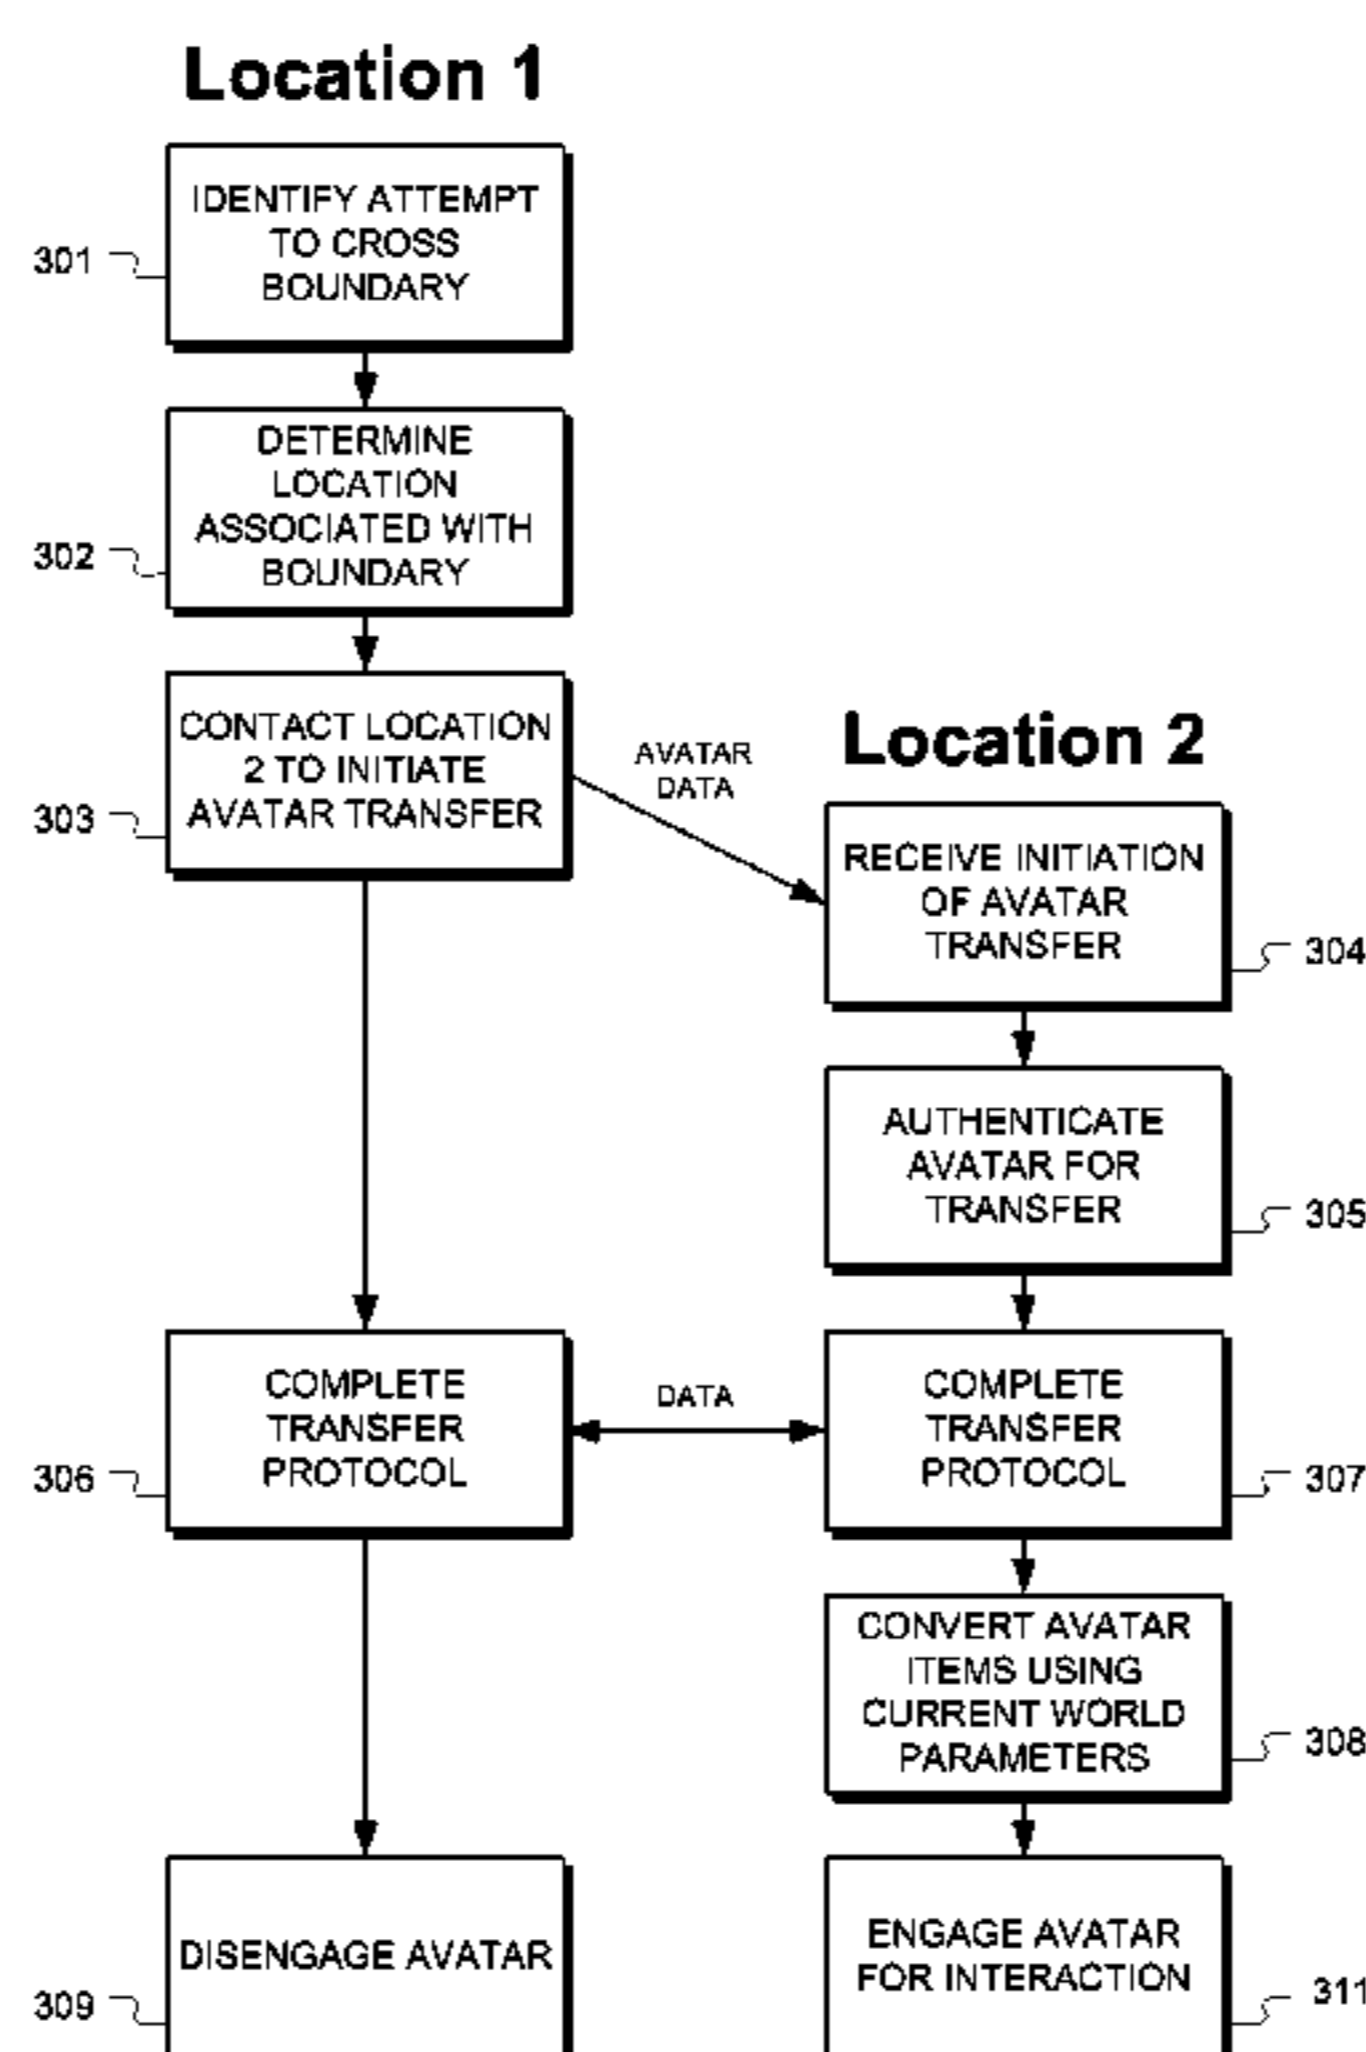 Location 1
IDENTIFY ATTEMPT
TO CROSS
BOUNDARY
301
DETERMINE
LOCATION
ASSOCIATED WITH
BOUNDARY
302
CONTACT LOCATION
2 TO INITIATE
AVATAR TRANSFER
303
AVATAR
DATA
Location 2
RECEIVE INITIATION
OF AVATAR
TRANSFER
304
AUTHENTICATE
AVATAR FOR
TRANSFER
305
COMPLETE
TRANSFER
PROTOCOL
306
DATA
COMPLETE
TRANSFER
PROTOCOL
307
CONVERT AVATAR
ITEMS USING
CURRENT WORLD
PARAMETERS
308
DISENGAGE AVATAR
309
ENGAGE AVATAR
FOR INTERACTION
311